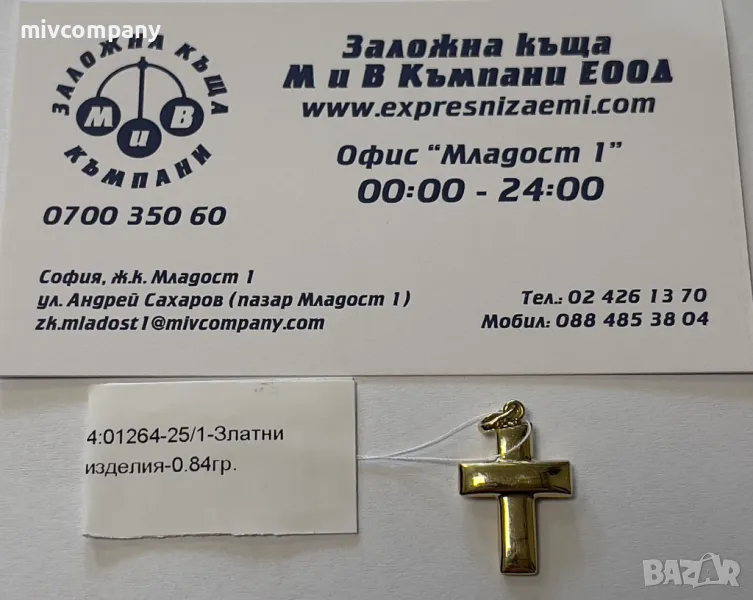 mivcompany
ЗАЛОЖНА КЪЩА
М и В
КЪМПАНИ
0700 350 60
Заложна къща
М и В Къмпани ЕООД
www.expresnizaemi.com
Офис "Младост 1"
00:00 - 24:00
София, ж.к. Младост 1
ул. Андрей Сахаров (пазар Младост 1)
zk.mladost1@mivcompany.com
Тел.: 02 426 13 70
Мобил: 088 485 38 04
4:01264-25/1-Златни
изделия-0.84гр.
BAZAR